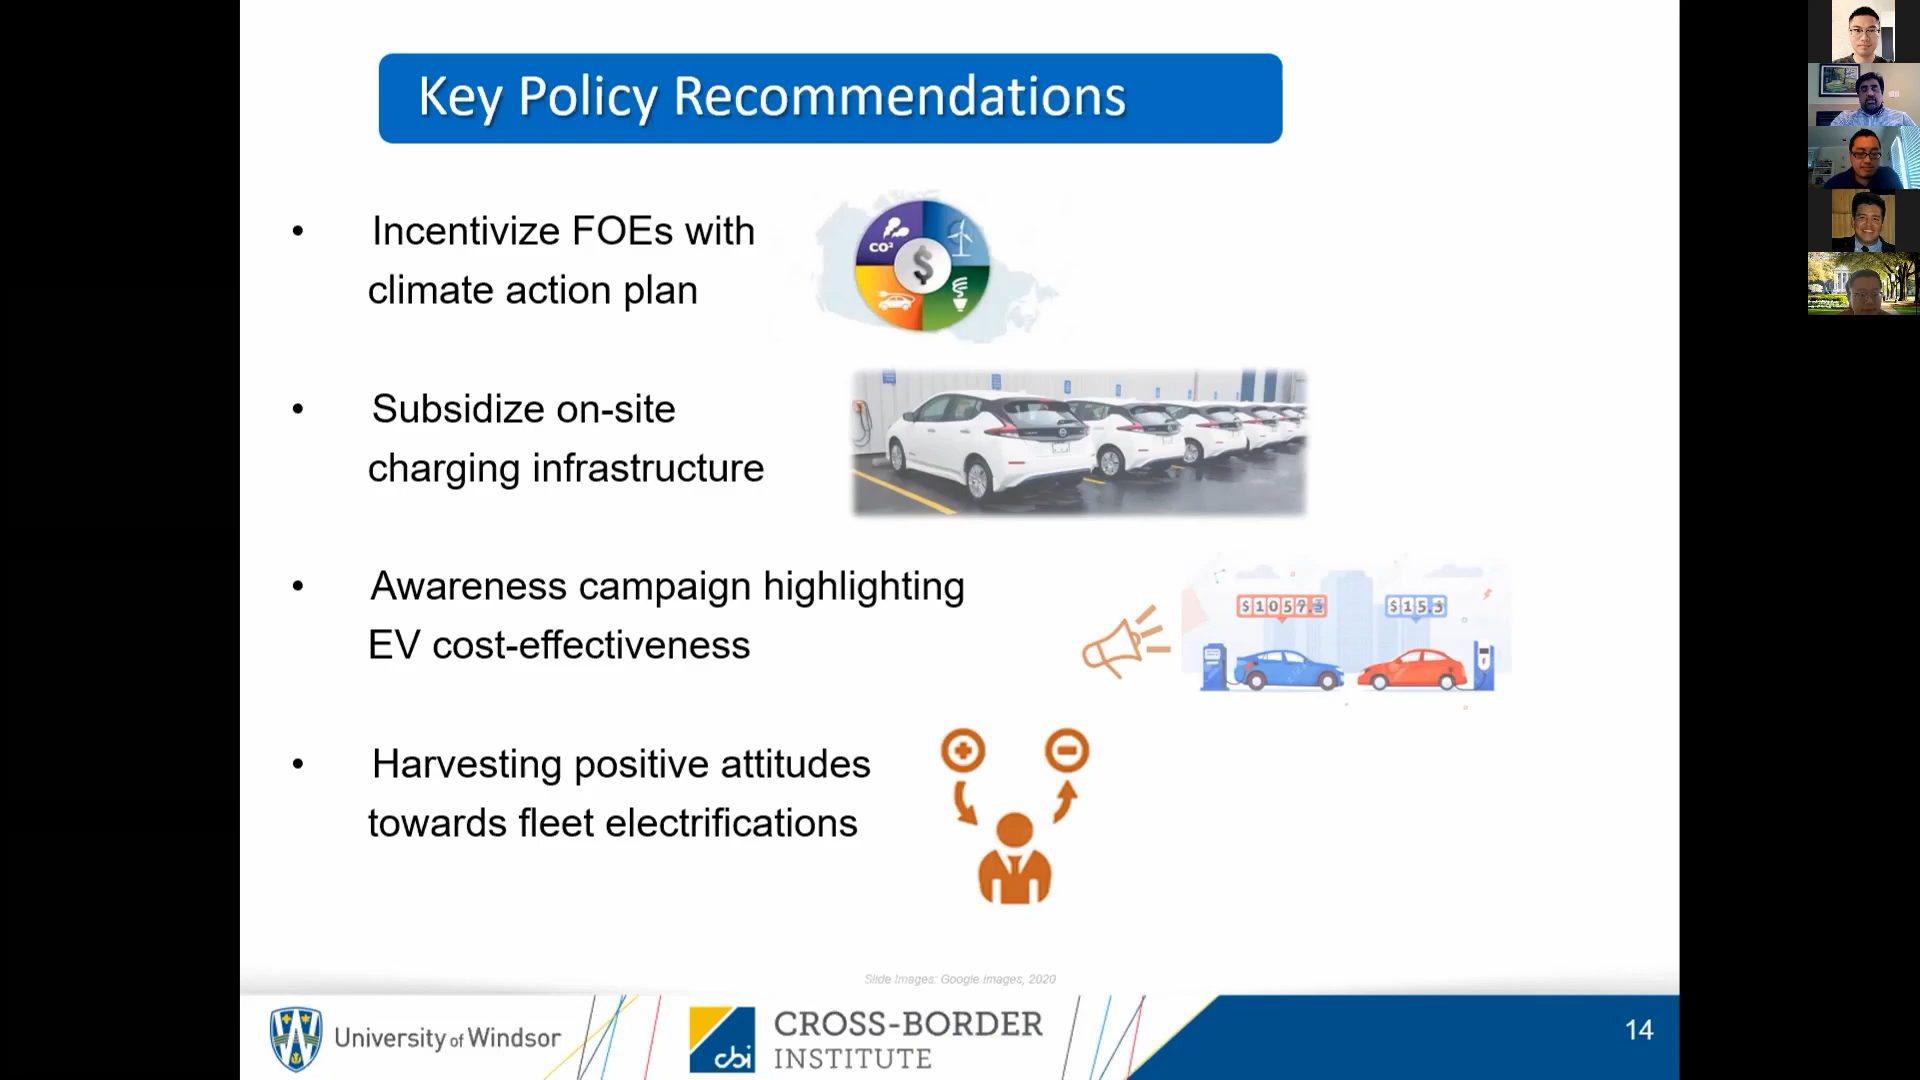 Key Policy Recommendations
• Incentivize FOEs with
climate action plan
CO²
$
• Subsidize on-site
charging infrastructure
• Awareness campaign highlighting
EV cost-effectiveness
• Harvesting positive attitudes
towards fleet electrifications
Slide Images: Google images, 2020
University of Windsor
cbi
CROSS-BORDER
INSTITUTE
14